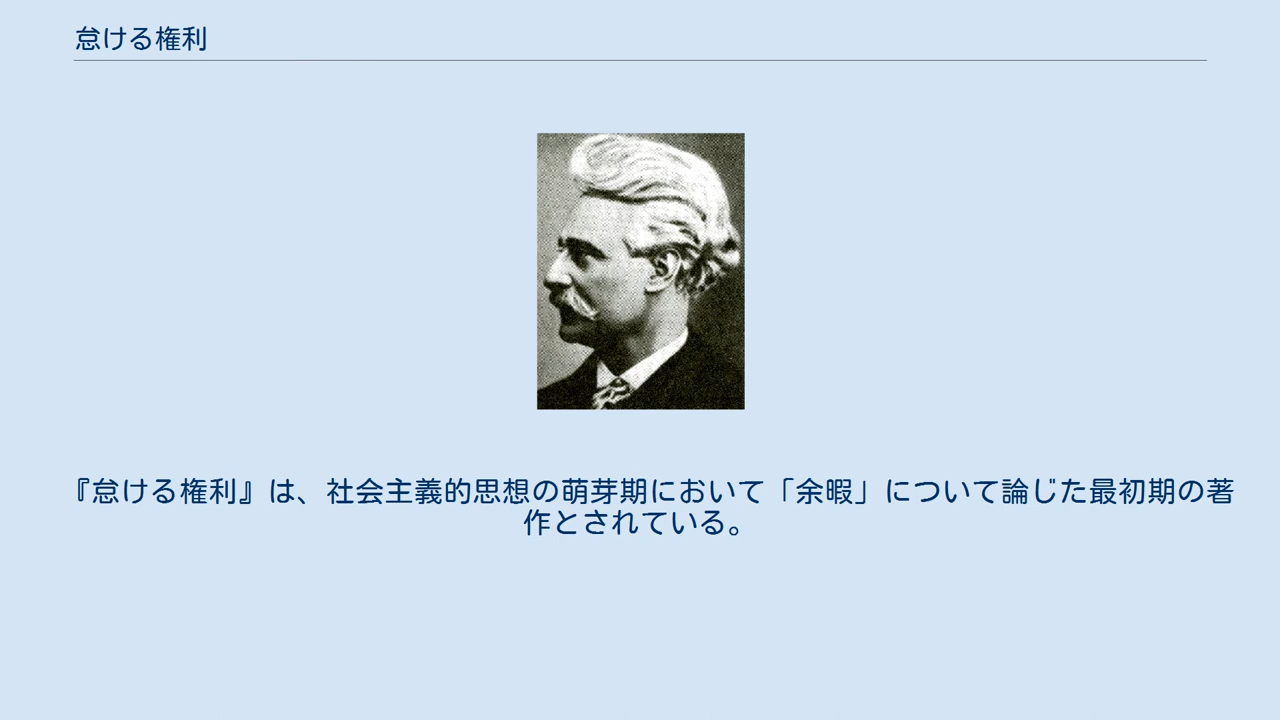 怠ける権利
『怠ける権利』は、社会主義的思想の萌芽期において「余暇」について論じた最初期の著
作とされている。